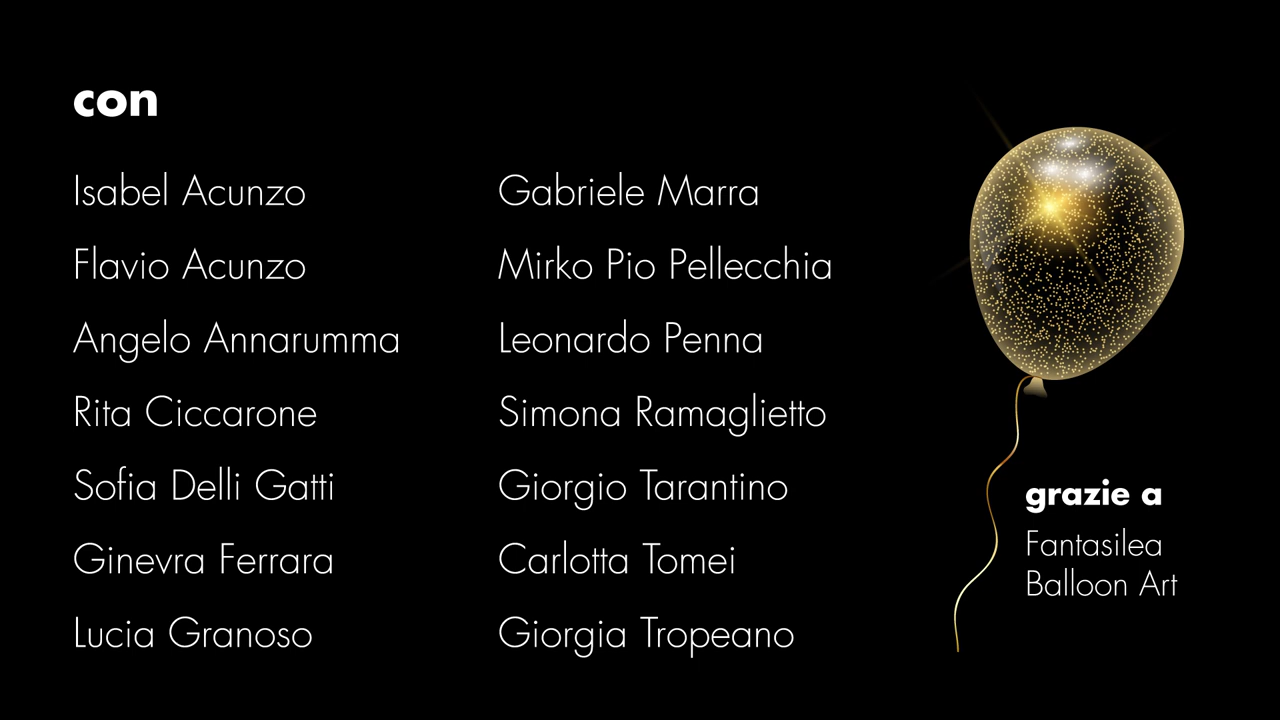 con
Isabel Acunzo
Flavio Acunzo
Angelo Annarumma
Rita Ciccarone
Sofia Delli Gatti
Ginevra Ferrara
Lucia Granoso
Gabriele Marra
Mirko Pio Pellecchia
Leonardo Penna
Simona Ramaglietto
Giorgio Tarantino
Carlotta Tomei
Giorgia Tropeano
grazie a
Fantasilea
Balloon Art